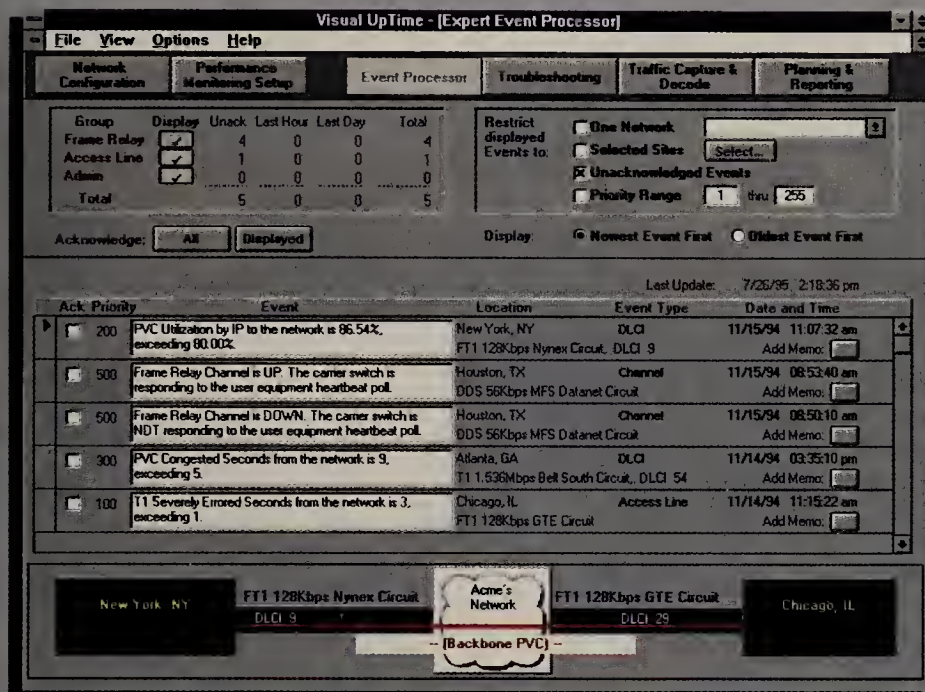 Visual UpTime - [Expert Event Processor]
File View Options Help
Network Configuration
Performance Monitoring Setup
Event Processor
Troubleshooting
Traffic Capture & Decode
Planning & Reporting
Group Display Unack Last Hour Last Day Total
Frame Relay 4 0 0 4
Access Line 1 0 0 1
Admin 0 0 0 0
Total 5 0 0 5
Acknowledge: All Displayed
Restrict displayed Events to:
One Network
Selected Sites Select...
Unacknowledged Events
Priority Range 1 thru 255
Display: Newest Event First Oldest Event First
Last Update: 7/26/95 2:18:36 pm
Ack Priority Event Location Event Type Date and Time
200 PVC Utilization by IP to the network is 86.54%, exceeding 80.00%. New York, NY DLCI 11/15/94 11:07:32 am
FT1 128Kbps Nynex Circuit, DLCI 9 Add Memo:
500 Frame Relay Channel is UP. The carrier switch is responding to the user equipment heartbeat poll. Houston, TX Channel 11/15/94 08:53:40 am
DDS 56Kbps MFS Datanet Circuit Add Memo:
500 Frame Relay Channel is DOWN. The carrier switch is NOT responding to the user equipment heartbeat poll. Houston, TX Channel 11/15/94 08:50:10 am
DDS 56Kbps MFS Datanet Circuit Add Memo:
300 PVC Congested Seconds from the network is 9, exceeding 5. Atlanta, GA DLCI 11/14/94 03:35:10 pm
T1 1.536Mbps Bell South Circuit,, DLCI 54 Add Memo:
100 T1 Severely Errored Seconds from the network is 3, exceeding 1. Chicago, IL Access Line 11/14/94 11:15:22 am
FT1 128Kbps GTE Circuit Add Memo:
New York, NY
FT1 128Kbps Nynex Circuit
DLCI 9
Acme's Network
FT1 128Kbps GTE Circuit
DLCI 29
Chicago, IL
-- (Backbone PVC) --